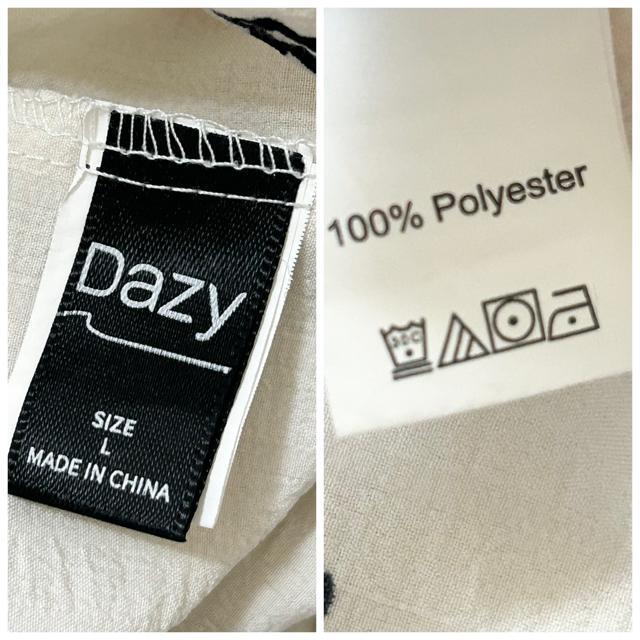 Dazy
SIZE
L
MADE IN CHINA
100% Polyester